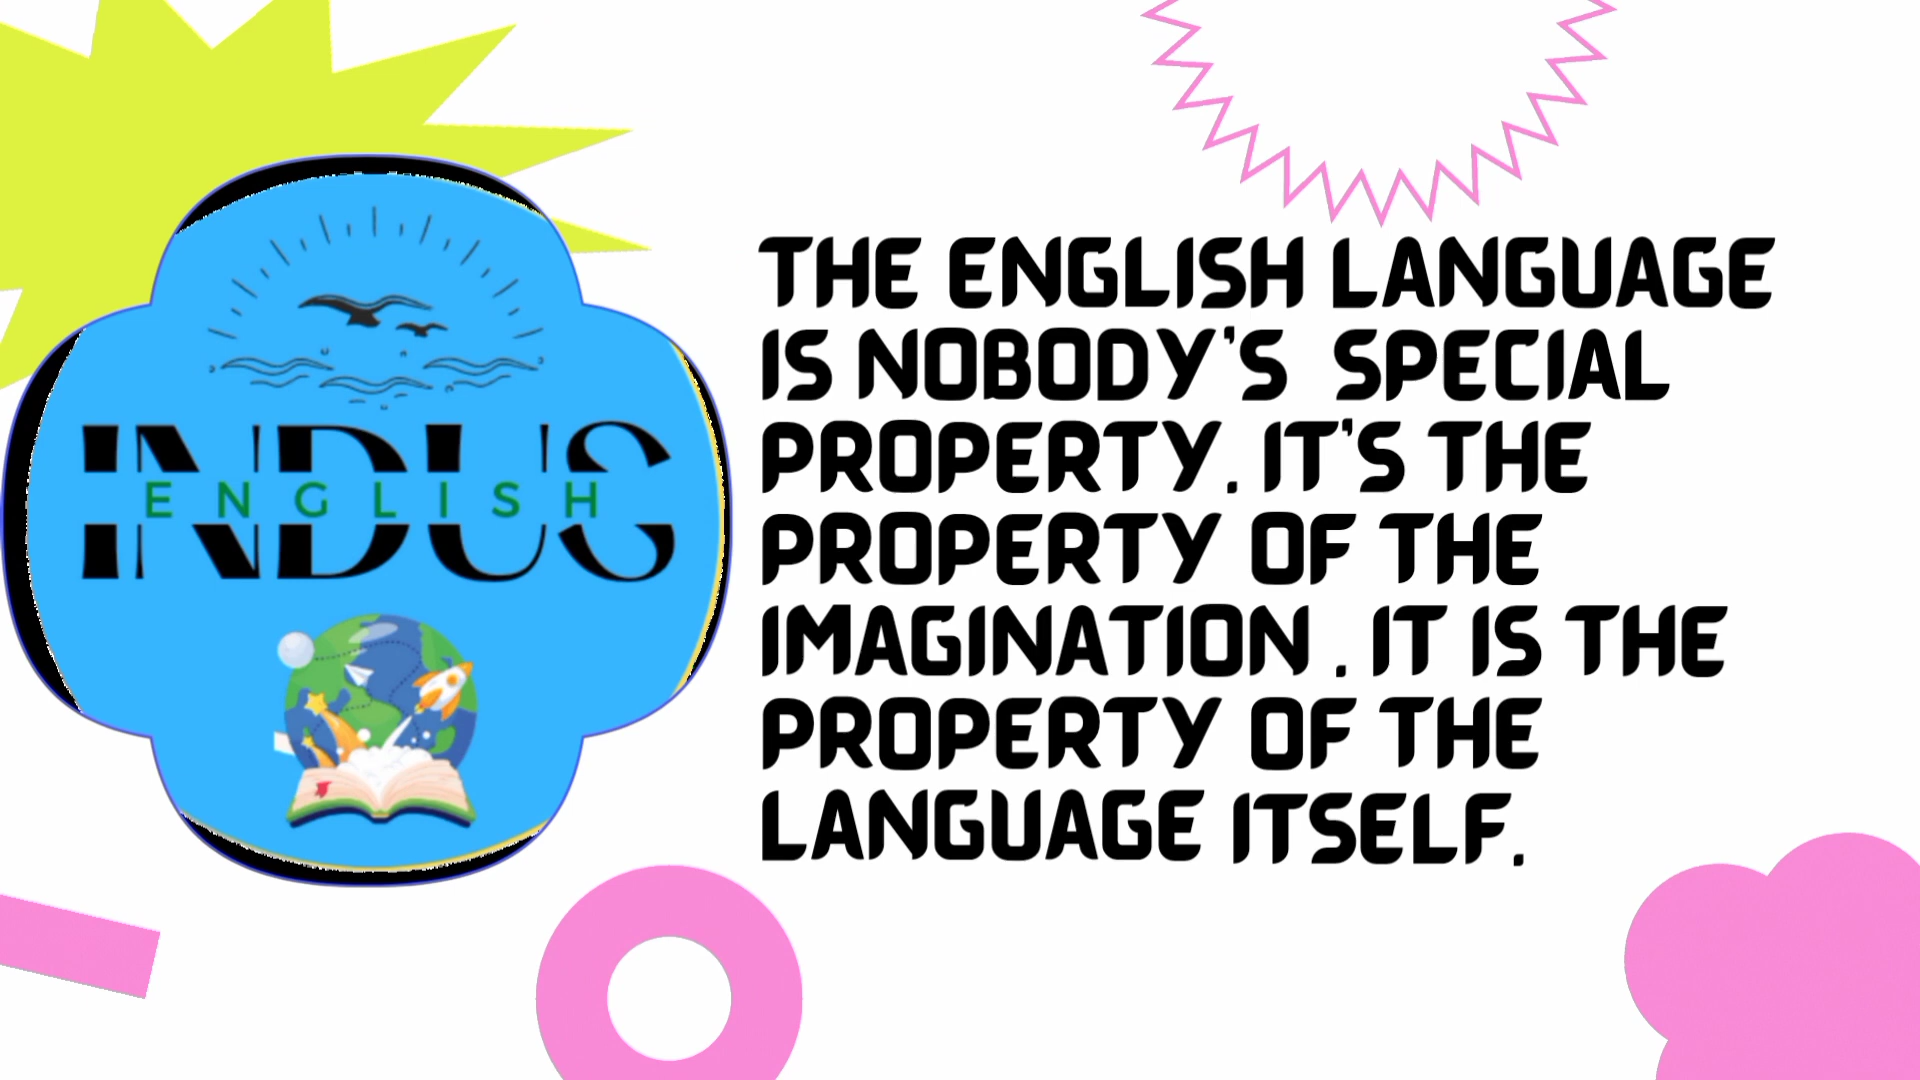 INDUS
ENGLISH
THE ENGLISH LANGUAGE
IS NOBODY'S SPECIAL
PROPERTY. IT'S THE
PROPERTY OF THE
IMAGINATION . IT IS THE
PROPERTY OF THE
LANGUAGE ITSELF.